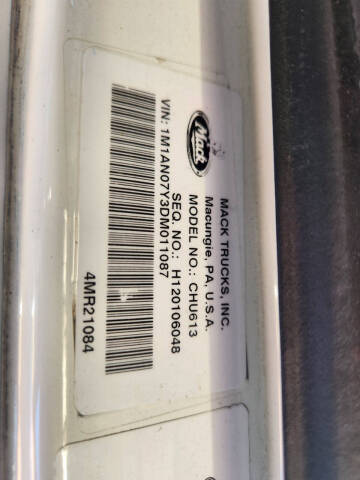 Mack
MACK TRUCKS, INC.
Macungie, PA, U.S.A.
MODEL NO.: CHU613
SEQ. NO.: H120106048
VIN: 1M1AN07Y3DM011087
4MR21084